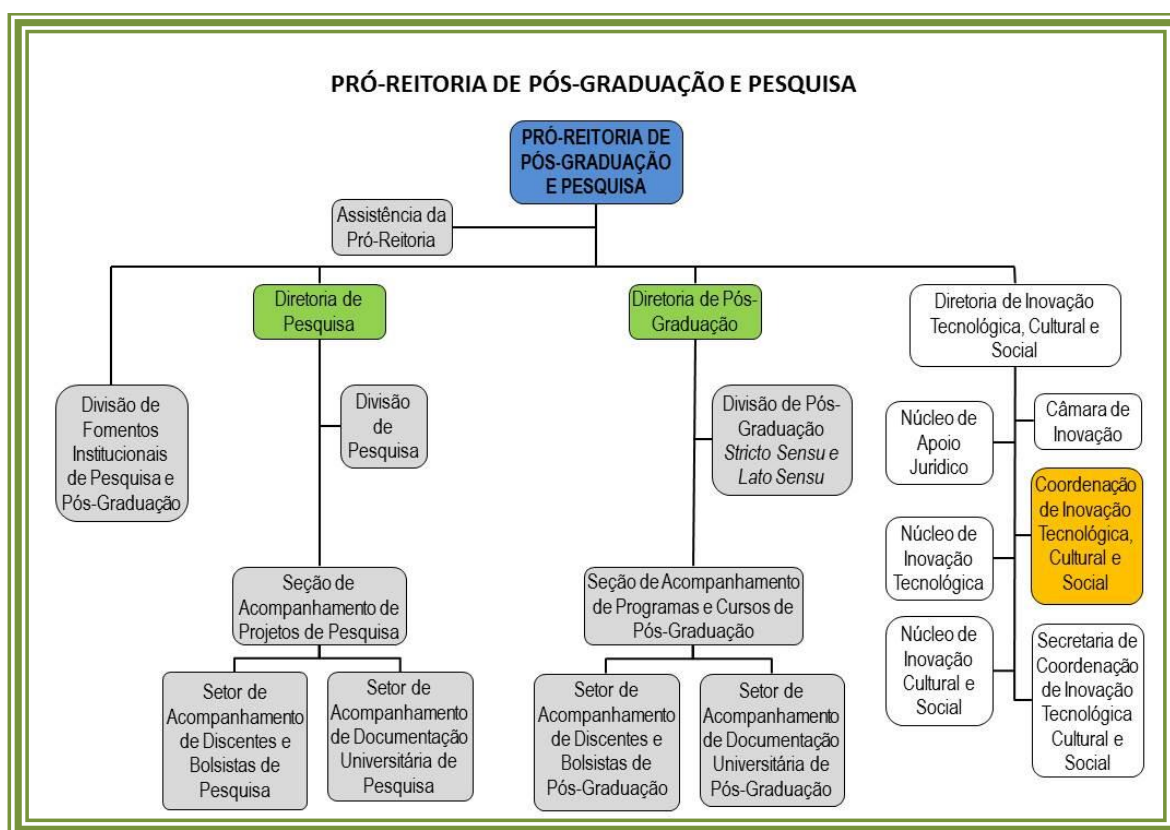 PRÓ-REITORIA DE PÓS-GRADUAÇÃO E PESQUISA
PRÓ-REITORIA DE
PÓS-GRADUAÇÃO
E PESQUISA
Assistência da
Pró-Reitoria
Diretoria de
Pesquisa
Diretoria de Pós-
Graduação
Diretoria de Inovação
Tecnológica, Cultural e
Social
Divisão de
Fomentos
Institucionais
de Pesquisa e
Pós-Graduação
Divisão
de
Pesquisa
Divisão de Pós-
Graduação
Stricto Sensu e
Lato Sensu
Núcleo de
Apoio
Jurídico
Câmara de
Inovação
Coordenação
de Inovação
Tecnológica,
Cultural e
Social
Núcleo de
Inovação
Tecnológica
Seção de
Acompanhamento de
Projetos de Pesquisa
Seção de Acompanhamento
de Programas e Cursos de
Pós-Graduação
Núcleo de
Inovação
Cultural e
Social
Secretaria de
Coordenação
de Inovação
Tecnológica
Cultural e
Social
Setor de
Acompanhamento
de Discentes e
Bolsistas de
Pesquisa
Setor de
Acompanhamento
de Documentação
Universitária de
Pesquisa
Setor de
Acompanhamento
de Discentes e
Bolsistas de
Pós-Graduação
Setor de
Acompanhamento
de Documentação
Universitária de
Pós-Graduação